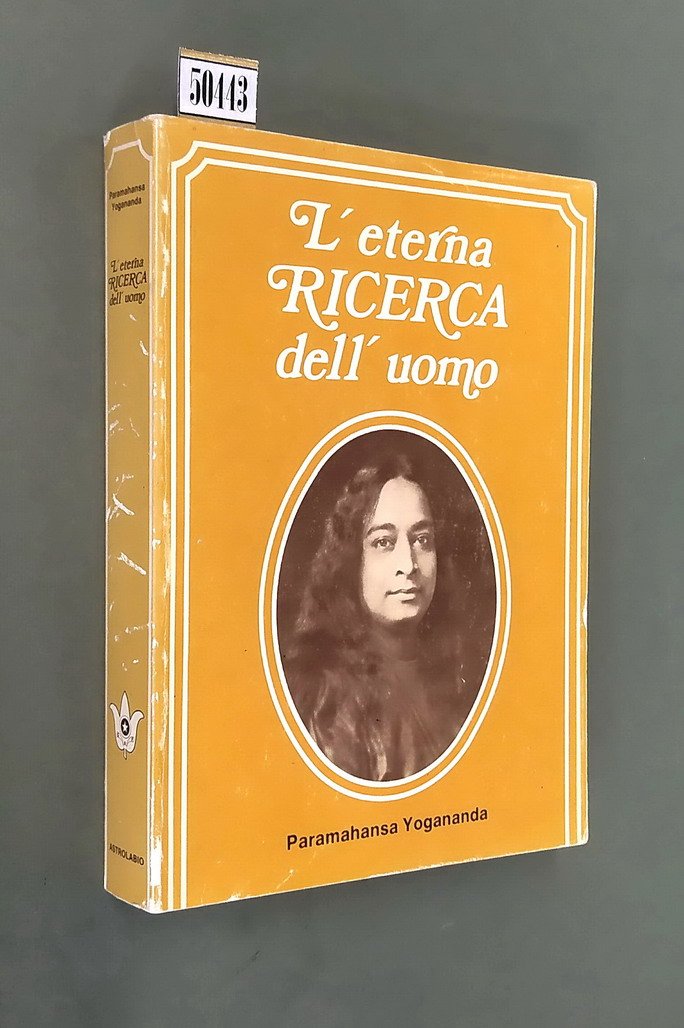 50443
L´eterna
RICERCA
dell´uomo
Paramahansa Yogananda
Paramahansa
Yogananda
L´eterna
RICERCA
dell´uomo
ASTROLABIO